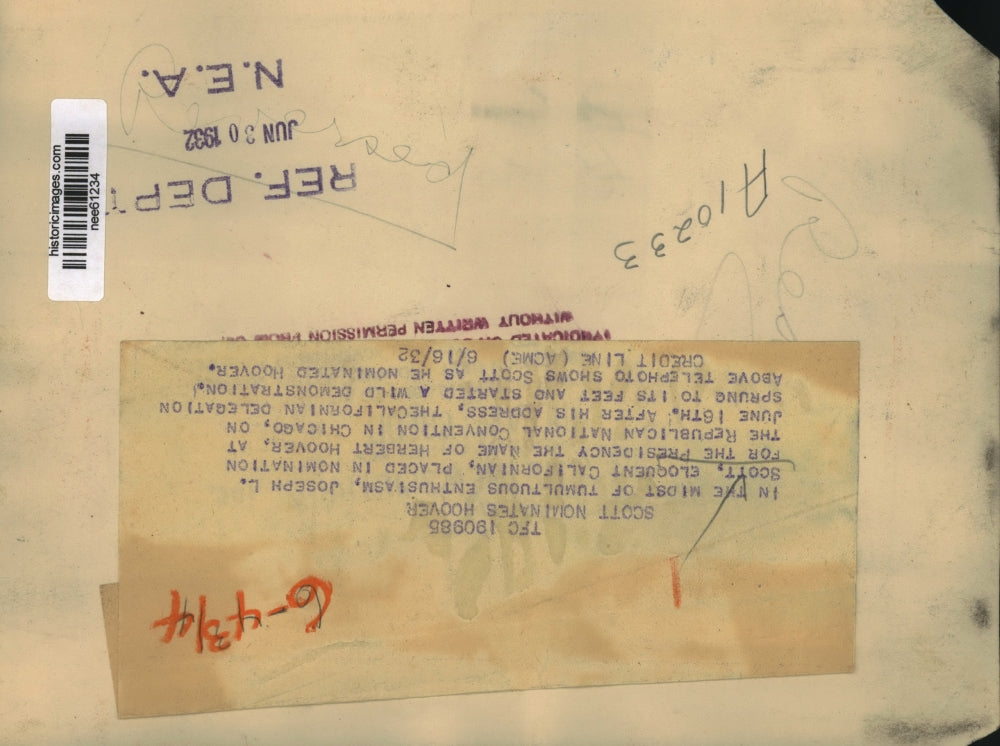 TFC 190985
SCOTT NOMINATES HOOVER
IN THE MIDST OF TUMULTUOUS ENTHUSIASM, JOSEPH L.
SCOTT, ELOQUENT CALIFORNIAN, PLACED IN NOMINATION
FOR THE PRESIDENCY THE NAME OF HERBERT HOOVER, AT
THE REPUBLICAN NATIONAL CONVENTION IN CHICAGO, ON
JUNE 16TH. AFTER HIS ADDRESS, THECALIFORNIAN DELEGATION
SPRUNG TO ITS FEET AND STARTED A WILD DEMONSTRATION.
ABOVE TELEPHOTO SHOWS SCOTT AS HE NOMINATED HOOVER.
CREDIT LINE (ACME) 6/16/32
WITHOUT WRITTEN PERMISSION FROM
A10233
REF. DEPT
JUN 30 1932
N.E.A.
6-43/4
historicimages.com
nee61234